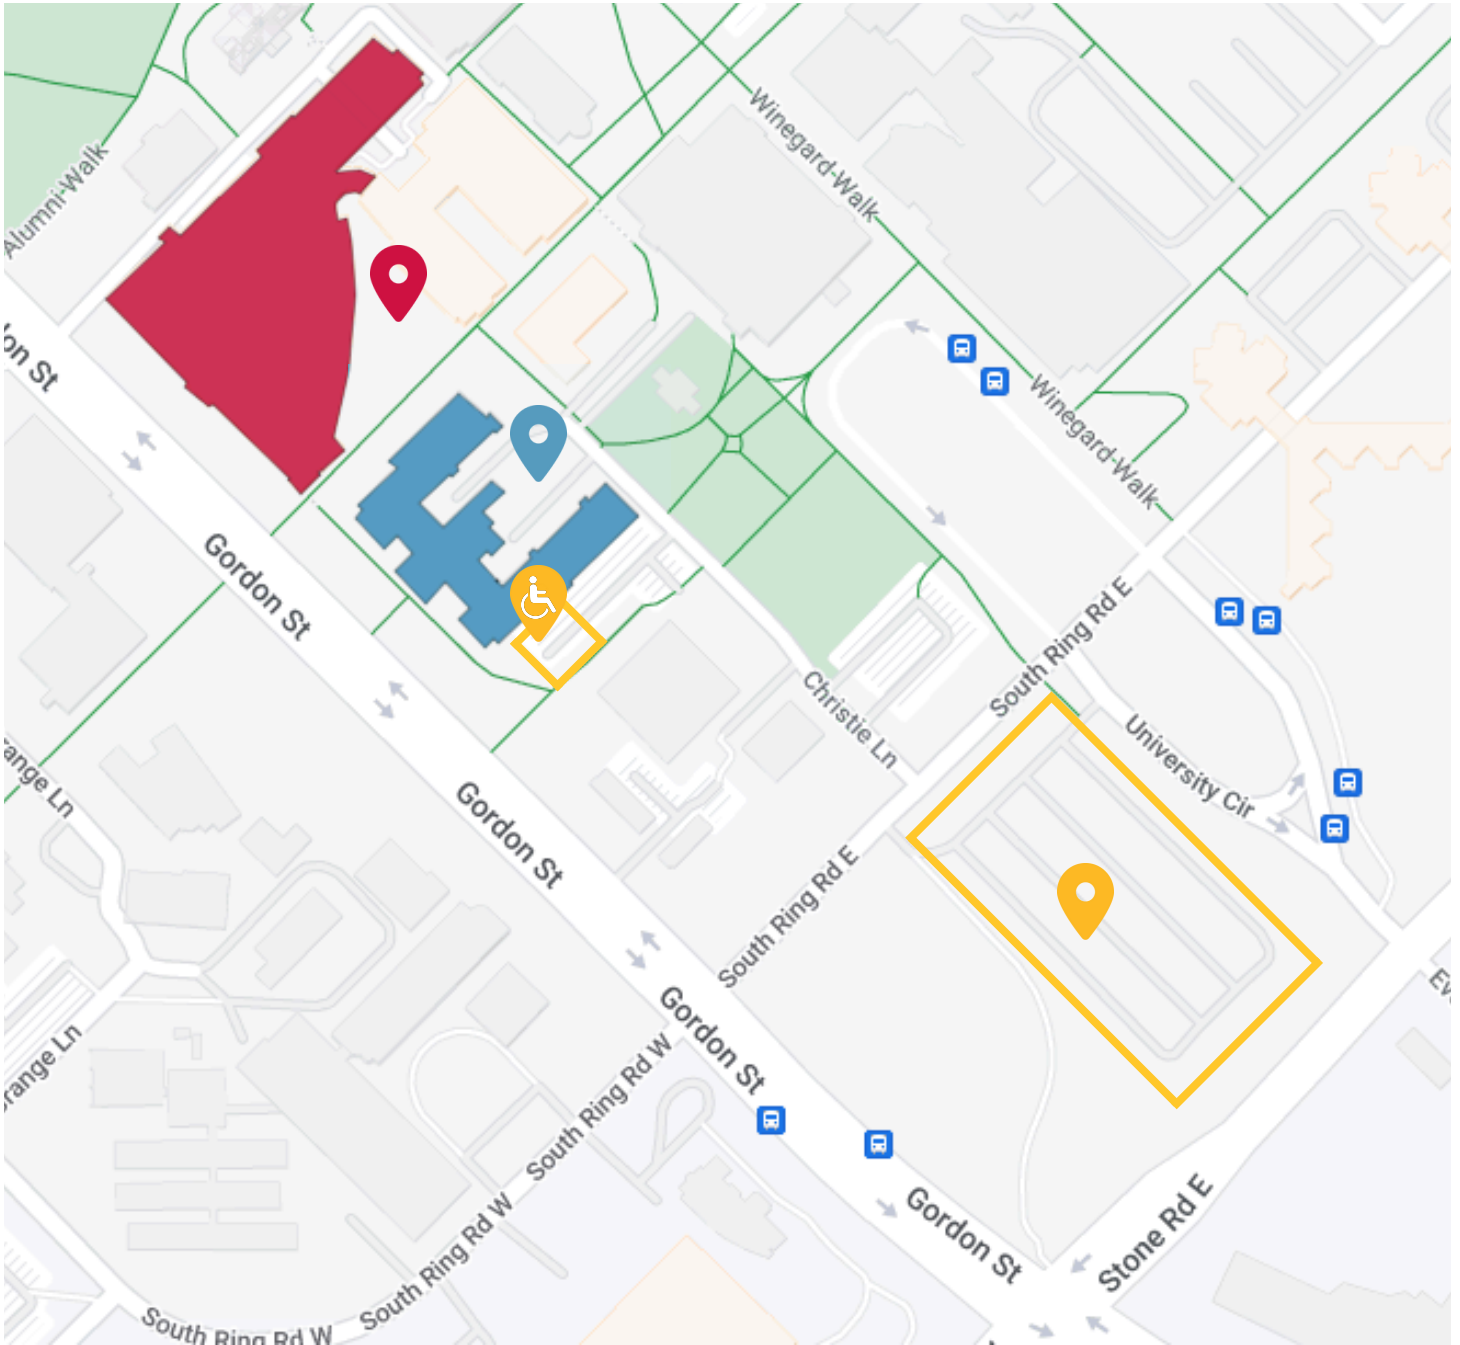 Winegard Walk
Alumni Walk
on St
Winegard Walk
Gordon St
South Ring Rd E
Christie Ln
University Cir
range Ln
Gordon St
South Ring Rd E
Ev
Gordon St
range Ln
South Ring Rd W
Gordon St
Stone Rd E
South Ring Rd W
South Ring Rd W